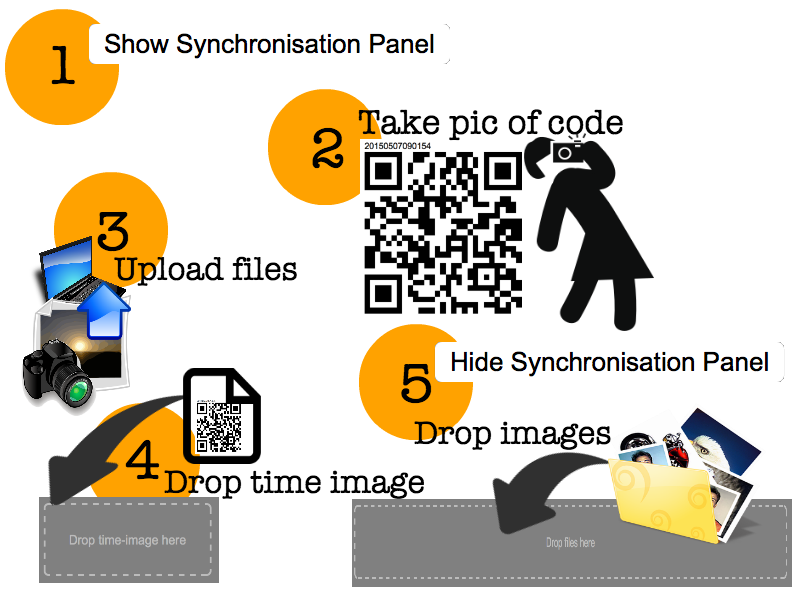 1
Show Synchronisation Panel
2
Take pic of code
20150507090154
3
Upload files
4
Drop time image
Drop time-image here
5
Hide Synchronisation Panel
Drop images
Drop files here